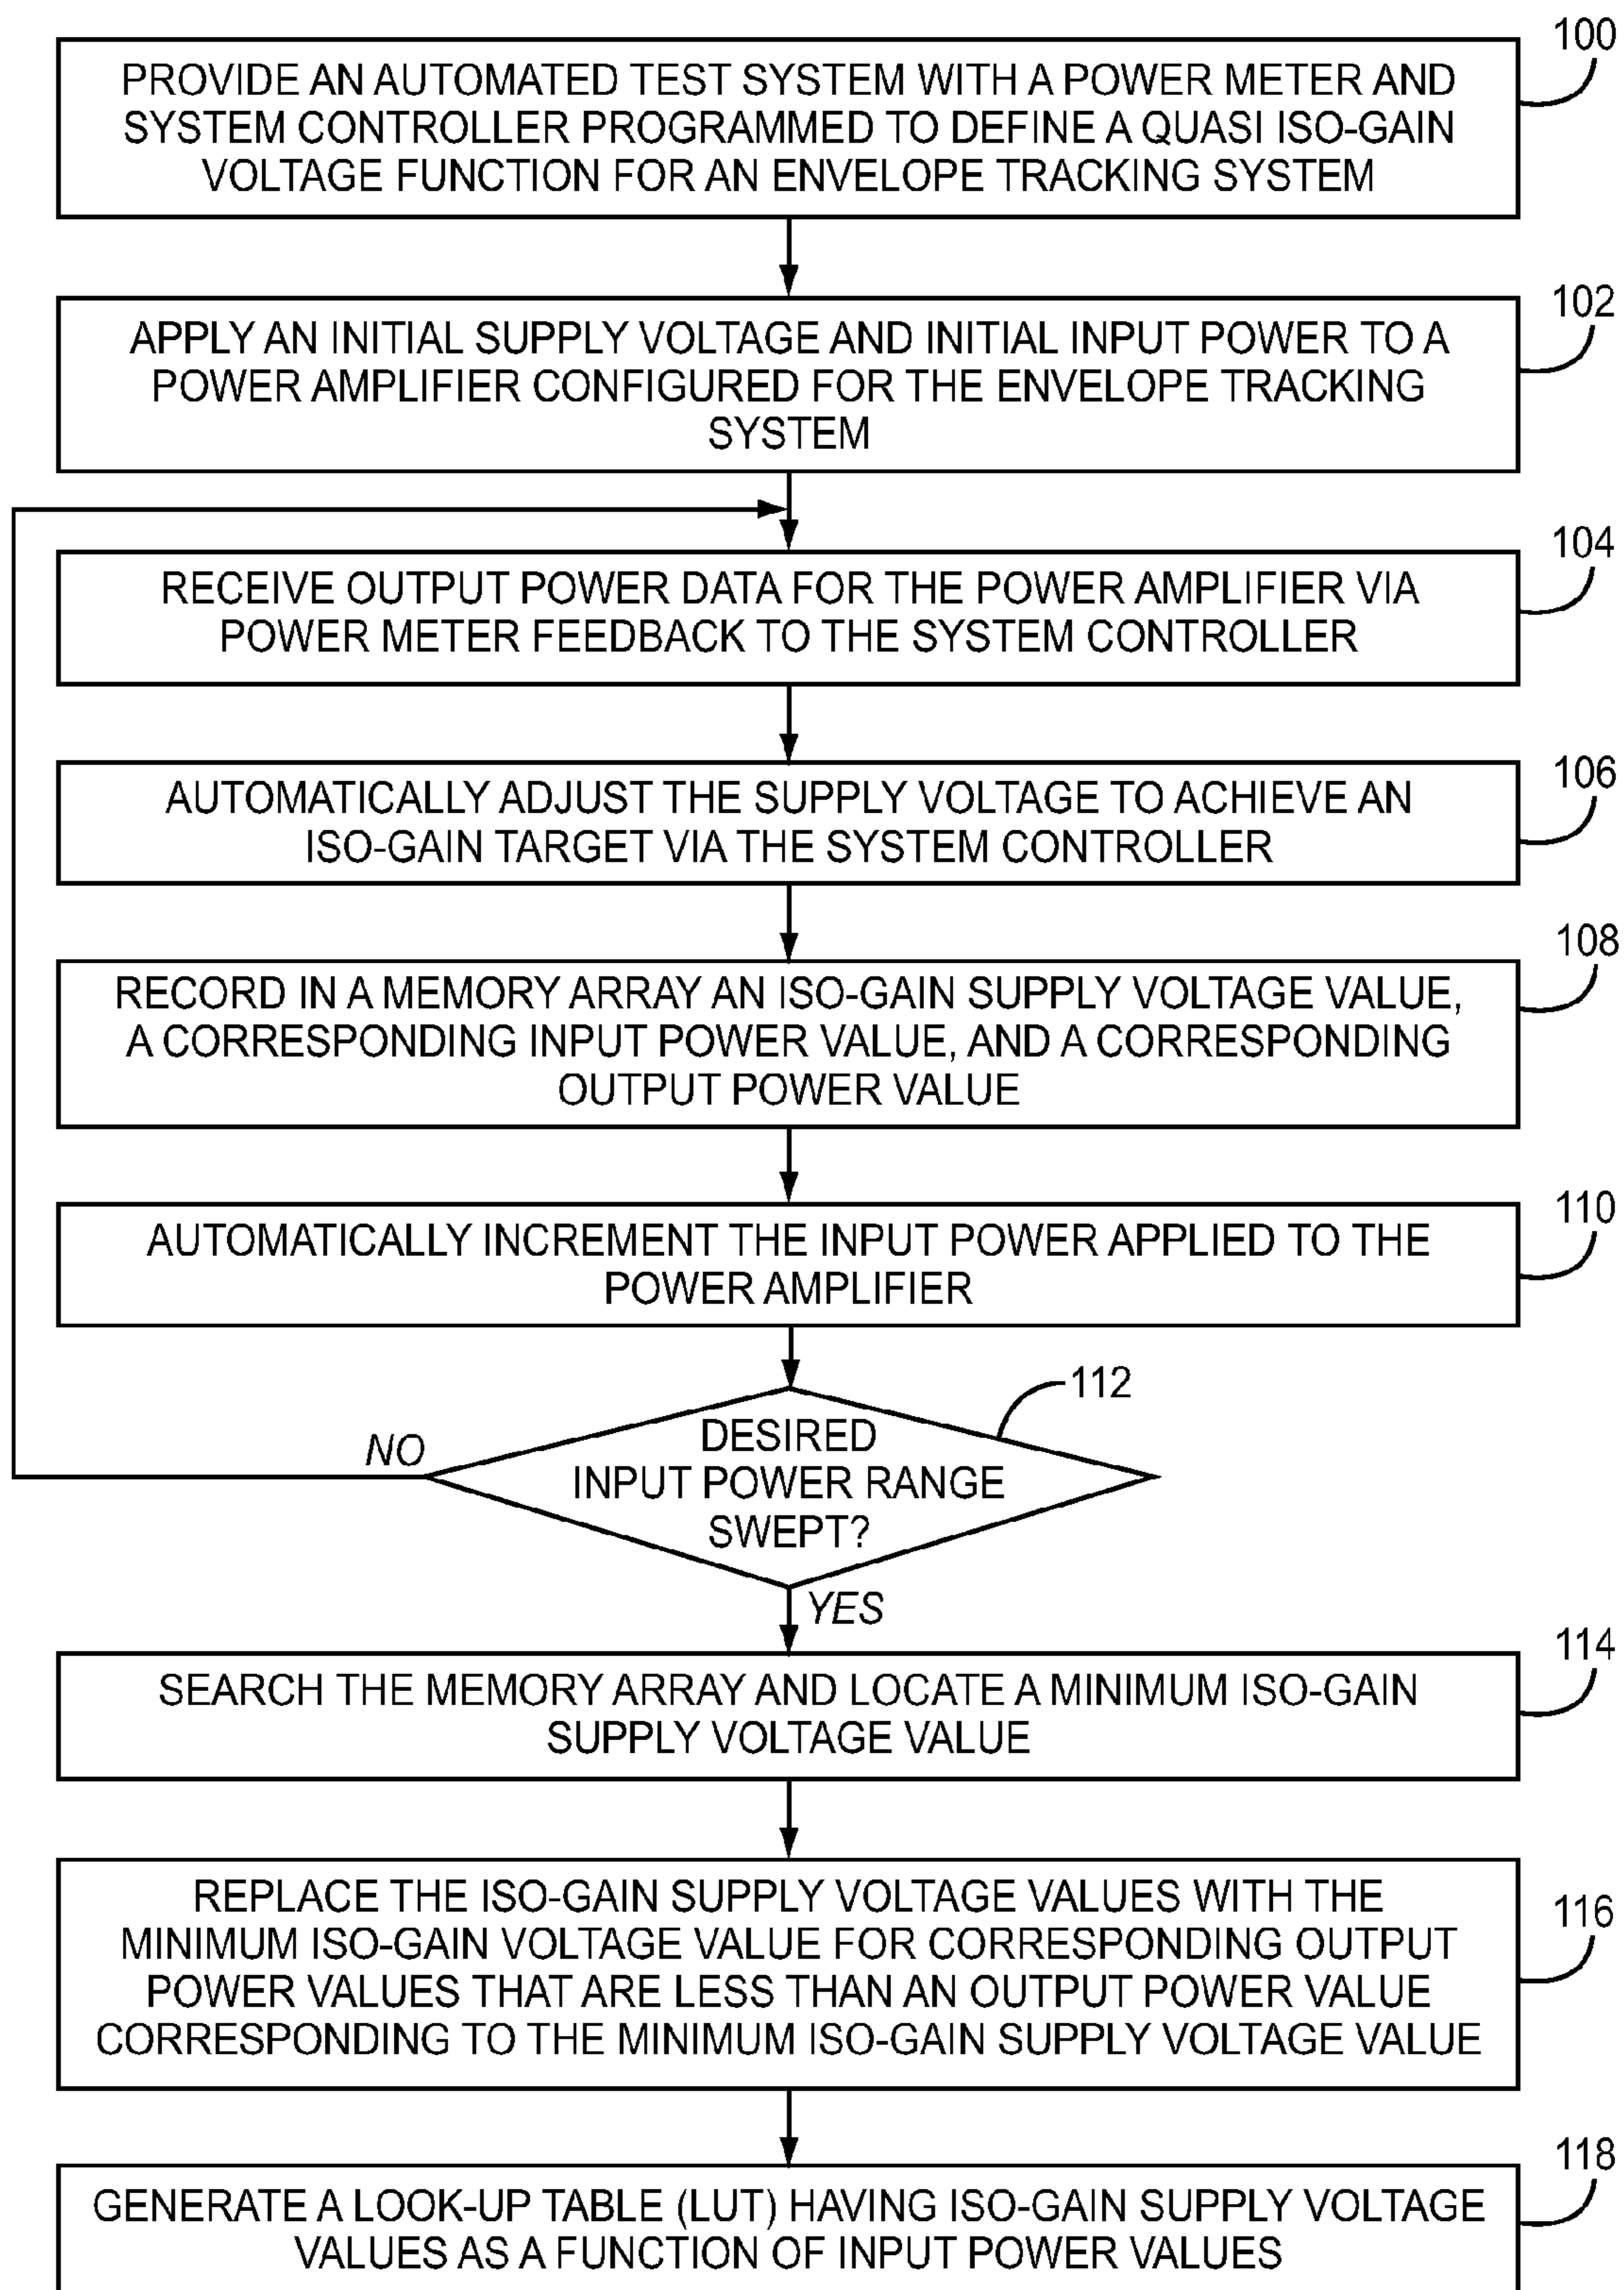 100
PROVIDE AN AUTOMATED TEST SYSTEM WITH A POWER METER AND
SYSTEM CONTROLLER PROGRAMMED TO DEFINE A QUASI ISO-GAIN
VOLTAGE FUNCTION FOR AN ENVELOPE TRACKING SYSTEM
102
APPLY AN INITIAL SUPPLY VOLTAGE AND INITIAL INPUT POWER TO A
POWER AMPLIFIER CONFIGURED FOR THE ENVELOPE TRACKING
SYSTEM
104
RECEIVE OUTPUT POWER DATA FOR THE POWER AMPLIFIER VIA
POWER METER FEEDBACK TO THE SYSTEM CONTROLLER
106
AUTOMATICALLY ADJUST THE SUPPLY VOLTAGE TO ACHIEVE AN
ISO-GAIN TARGET VIA THE SYSTEM CONTROLLER
108
RECORD IN A MEMORY ARRAY AN ISO-GAIN SUPPLY VOLTAGE VALUE,
A CORRESPONDING INPUT POWER VALUE, AND A CORRESPONDING
OUTPUT POWER VALUE
110
AUTOMATICALLY INCREMENT THE INPUT POWER APPLIED TO THE
POWER AMPLIFIER
112
NO
DESIRED
INPUT POWER RANGE
SWEPT?
YES
114
SEARCH THE MEMORY ARRAY AND LOCATE A MINIMUM ISO-GAIN
SUPPLY VOLTAGE VALUE
116
REPLACE THE ISO-GAIN SUPPLY VOLTAGE VALUES WITH THE
MINIMUM ISO-GAIN VOLTAGE VALUE FOR CORRESPONDING OUTPUT
POWER VALUES THAT ARE LESS THAN AN OUTPUT POWER VALUE
CORRESPONDING TO THE MINIMUM ISO-GAIN SUPPLY VOLTAGE VALUE
118
GENERATE A LOOK-UP TABLE (LUT) HAVING ISO-GAIN SUPPLY VOLTAGE
VALUES AS A FUNCTION OF INPUT POWER VALUES